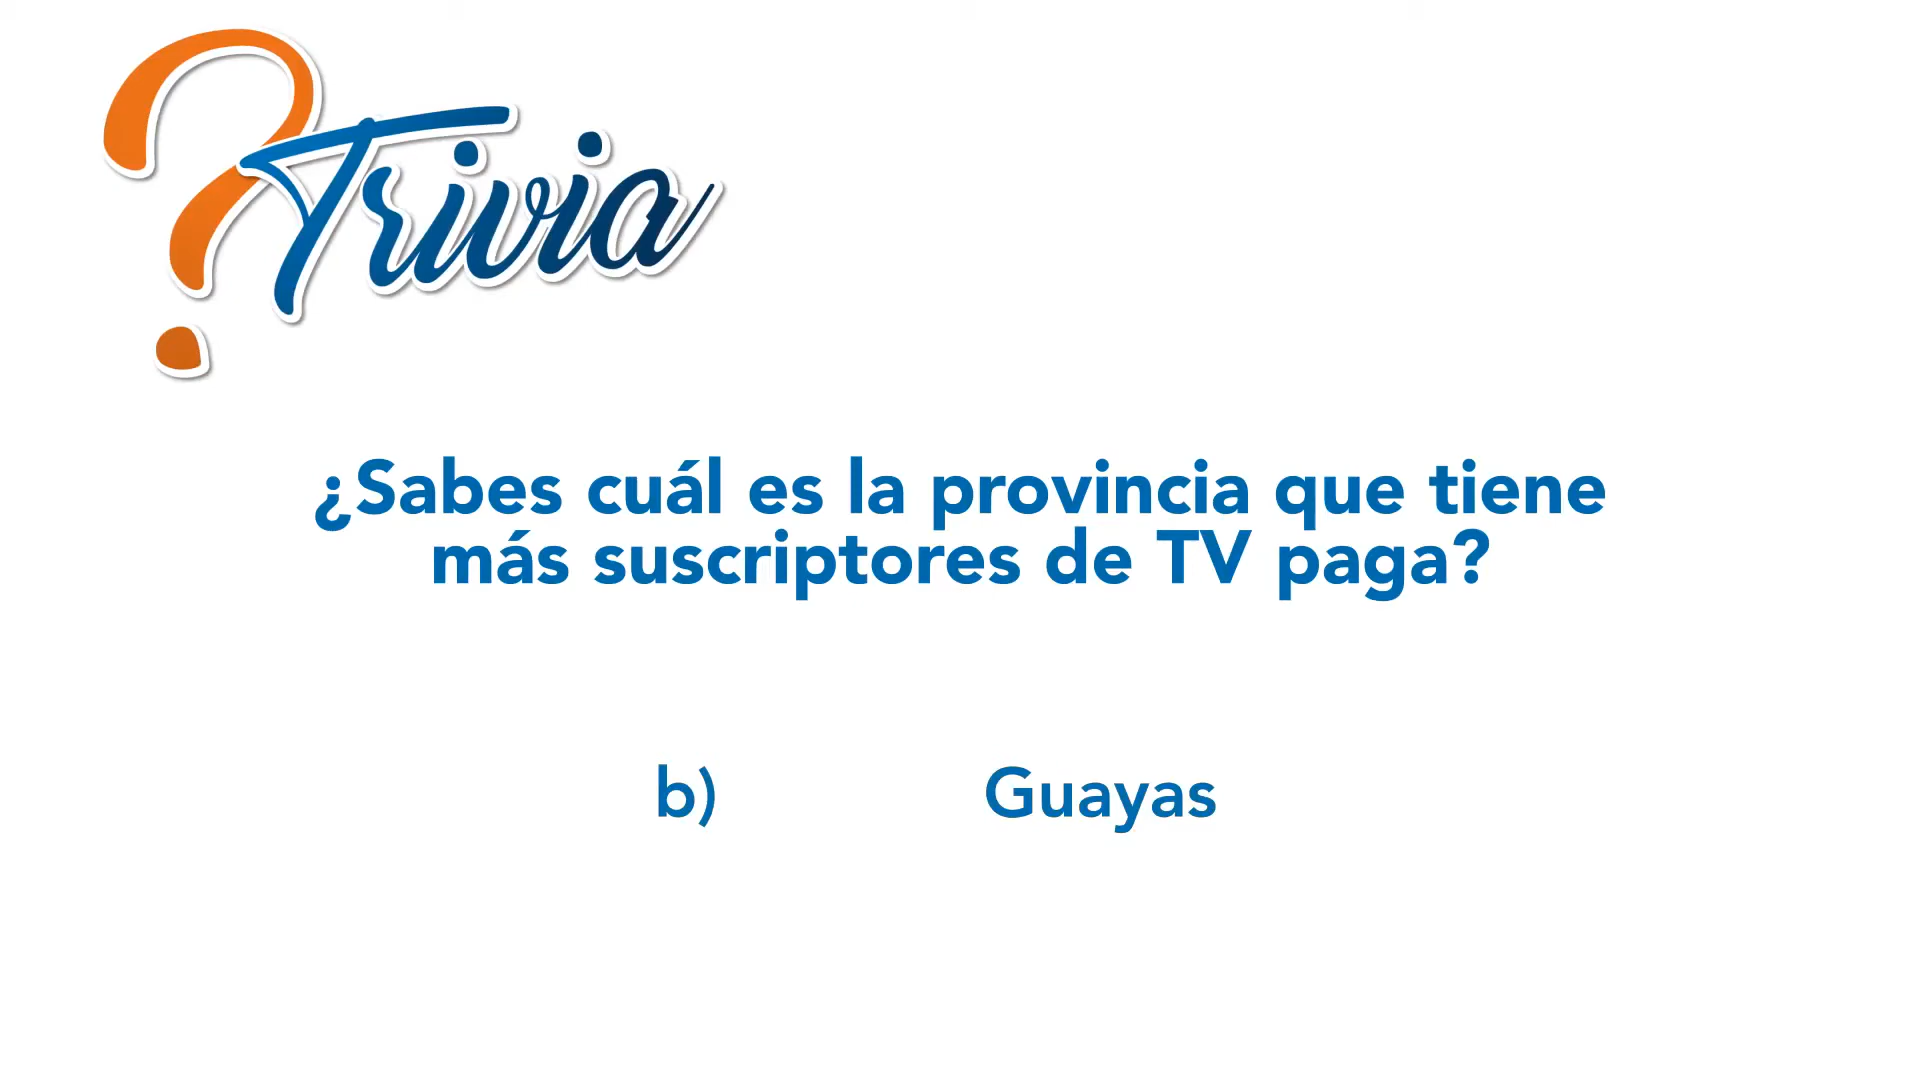 Trivia
¿Sabes cuál es la provincia que tiene
más suscriptores de TV paga?
b) Guayas